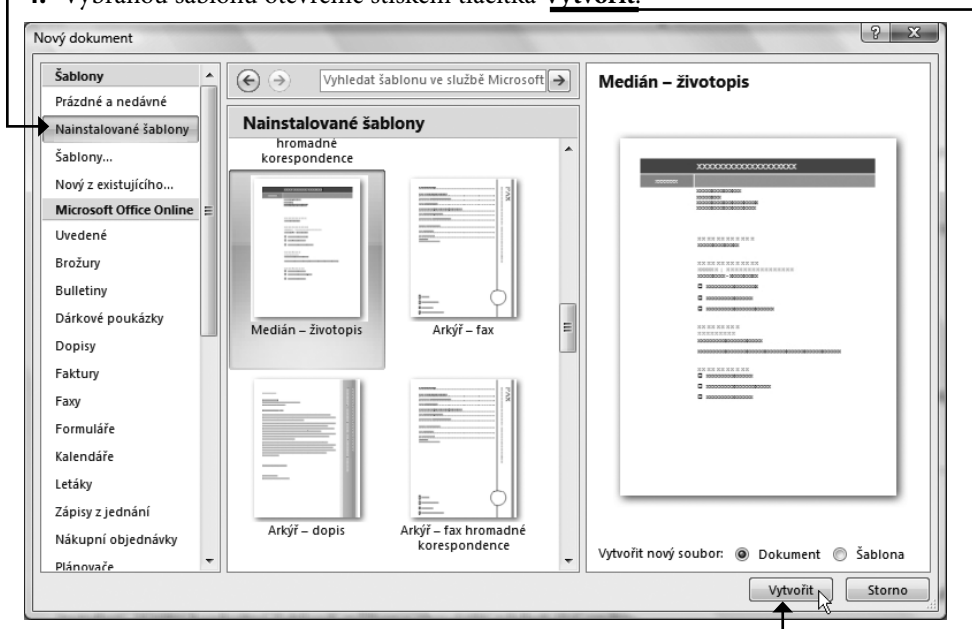 Vybranou šablonu otevřeme stiskem tlačítka Vytvořit.
Nový dokument
Šablony
Prázdné a nedávné
Nainstalované šablony
Šablony...
Nový z existujícího...
Microsoft Office Online
Uvedené
Brožury
Bulletiny
Dárkové poukázky
Dopisy
Faktury
Faxy
Formuláře
Kalendáře
Letáky
Zápisy z jednání
Nákupní objednávky
Plánovače
Vyhledat šablonu ve službě Microsoft
Nainstalované šablony
hromadné
korespondence
Medián – životopis
FAX
Arkýř – fax
Arkýř – dopis
FAX
Arkýř – fax hromadné
korespondence
Medián – životopis
Vytvořit nový soubor: Dokument Šablona
Vytvořit Storno